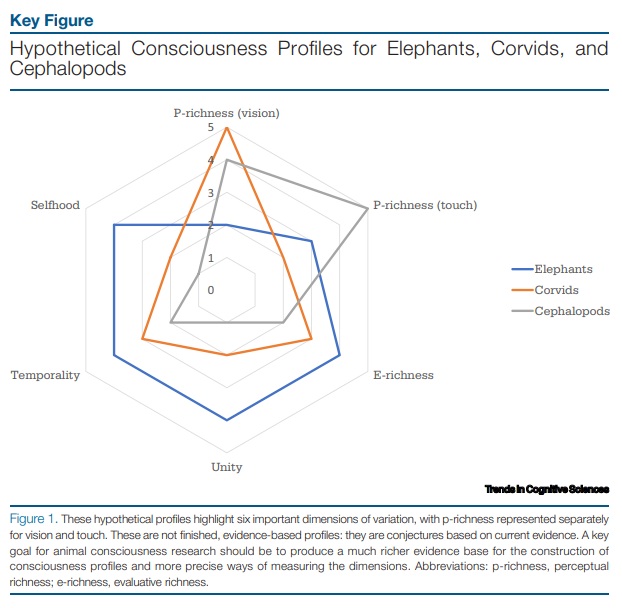 Key Figure
Hypothetical Consciousness Profiles for Elephants, Corvids, and
Cephalopods
P-richness (vision)
5
4
3
2
1
0
P-richness (touch)
E-richness
Unity
Temporality
Selfhood
Elephants
Corvids
Cephalopods
Trends in Cognitive Sciences
Figure 1. These hypothetical profiles highlight six important dimensions of variation, with p-richness represented separately
for vision and touch. These are not finished, evidence-based profiles: they are conjectures based on current evidence. A key
goal for animal consciousness research should be to produce a much richer evidence base for the construction of
consciousness profiles and more precise ways of measuring the dimensions. Abbreviations: p-richness, perceptual
richness; e-richness, evaluative richness.